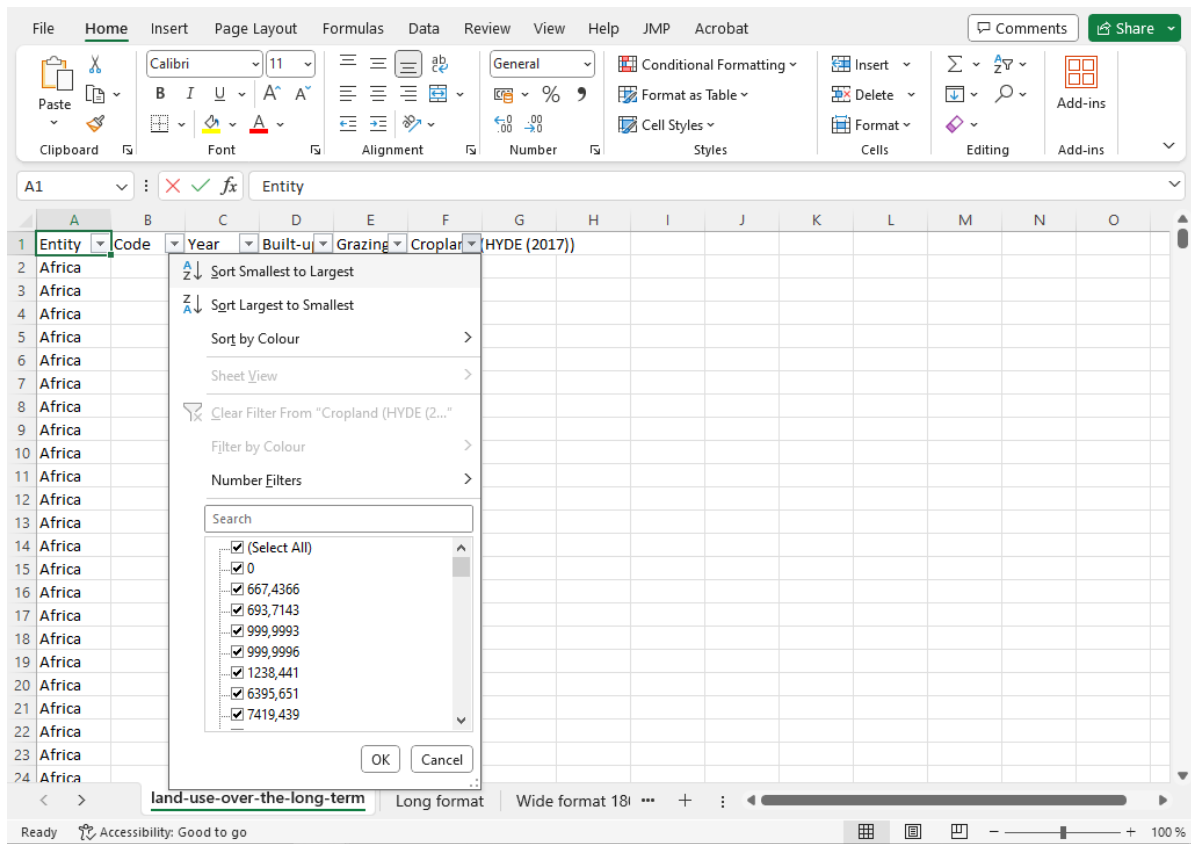 File Home Insert Page Layout Formulas Data Review View Help JMP Acrobat Comments Share
Calibri 11 ab General Conditional Formatting Insert
Paste B I U A A % Format as Table Delete Add-ins
Cell Styles Format
Clipboard Font Alignment Number Styles Cells Editing Add-ins
A1 fx Entity
A B C D E F G H I J K L M N O
1 Entity Code Year Built-u Grazing Croplan (HYDE (2017))
2 Africa
3 Africa
4 Africa
5 Africa
6 Africa
7 Africa
8 Africa
9 Africa
10 Africa
11 Africa
12 Africa
13 Africa
14 Africa
15 Africa
16 Africa
17 Africa
18 Africa
19 Africa
20 Africa
21 Africa
22 Africa
23 Africa
24 Africa
Sort Smallest to Largest
Sort Largest to Smallest
Sort by Colour
Sheet View
Clear Filter From "Cropland (HYDE (2..."
Filter by Colour
Number Filters
Search
(Select All)
0
667,4366
693,7143
999,9993
999,9996
1238,441
6395,651
7419,439
OK Cancel
land-use-over-the-long-term Long format Wide format 18
Ready Accessibility: Good to go 100 %